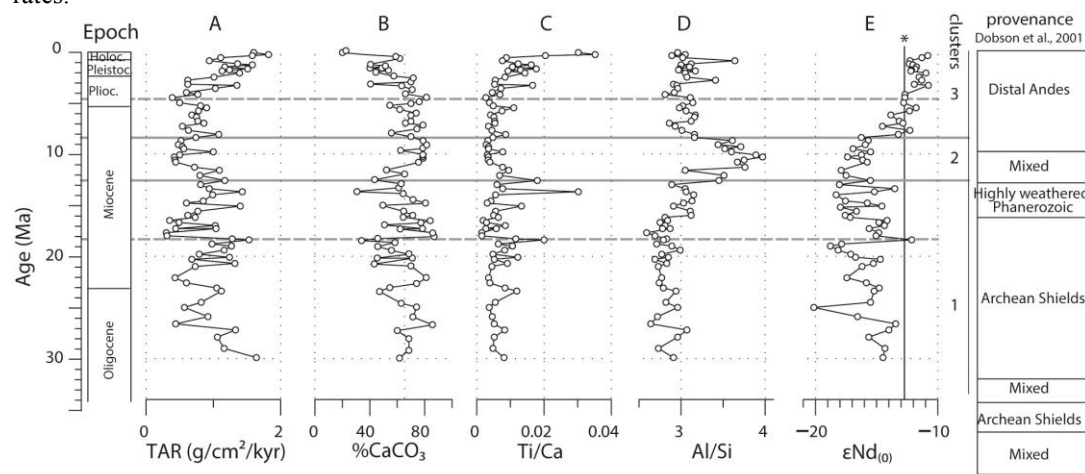 rates.
A B C D E clusters provenance
Epoch * Dobson et al., 2001
0 Holoc.
Pleistoc.
Plioc. 3 Distal Andes
10 2 Mixed
Miocene Highly weathered
Phanerozoic
Age (Ma)
20
1 Archean Shields
Oligocene
30
Mixed
Archean Shields
0 1 2 0 40 80 0 0.02 0.04 3 4 −20 −10
TAR (g/cm²/kyr) %CaCO₃ Ti/Ca Al/Si εNd₍₀₎ Mixed